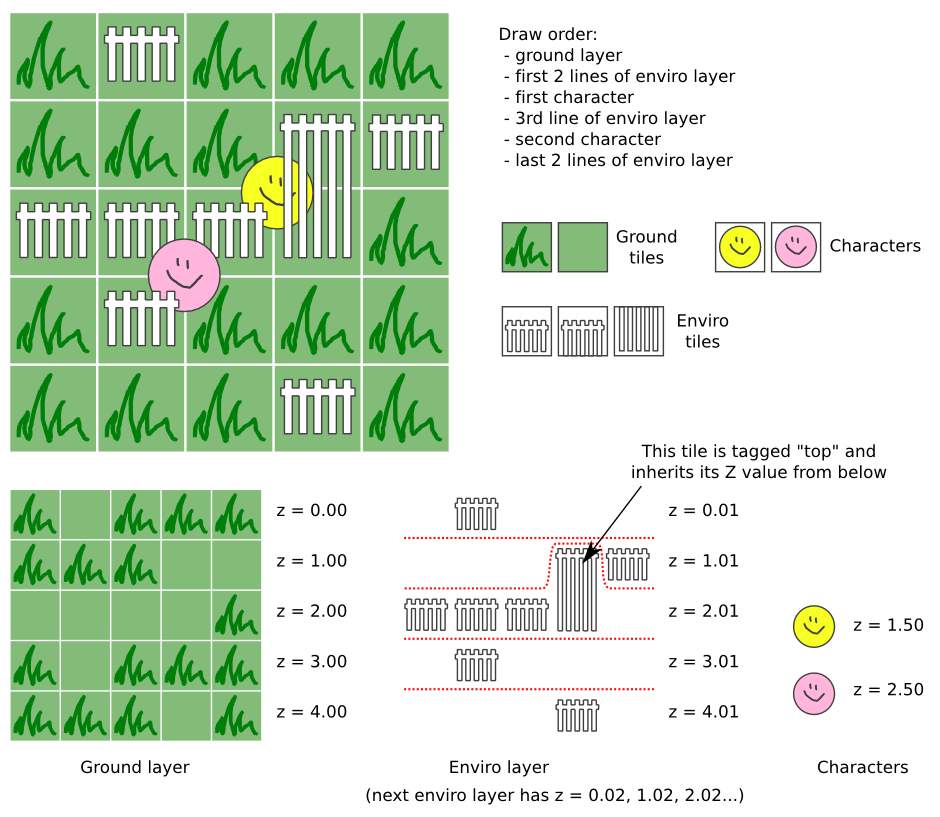 Draw order:
- ground layer
- first 2 lines of enviro layer
- first character
- 3rd line of enviro layer
- second character
- last 2 lines of enviro layer
Ground
tiles
Characters
Enviro
tiles
This tile is tagged "top" and
inherits its Z value from below
z = 0.00
z = 0.01
z = 1.00
z = 1.01
z = 2.00
z = 2.01
z = 1.50
z = 3.00
z = 3.01
z = 2.50
z = 4.00
z = 4.01
Ground layer
Enviro layer
Characters
(next enviro layer has z = 0.02, 1.02, 2.02...)